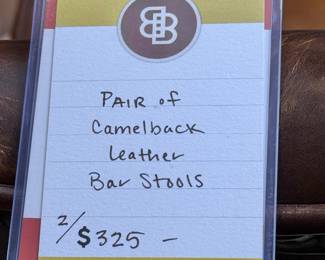 PAIR of
Camelback
Leather
Bar Stools
2/$325 —